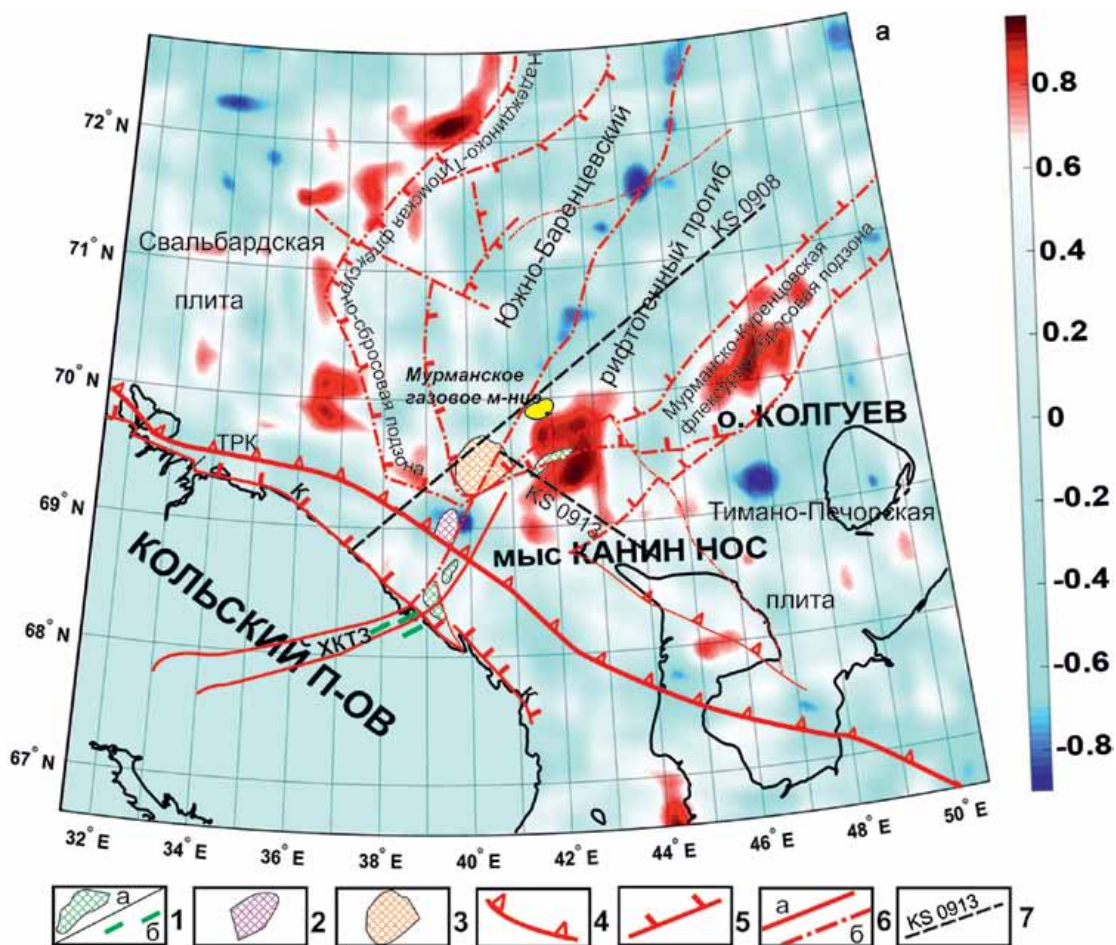 а
72° N
71° N
70° N
69° N
68° N
67° N
32° E
34° E
36° E
38° E
40° E
42° E
44° E
46° E
48° E
50° E
0.8
0.6
0.4
0.2
0
-0.2
-0.4
-0.6
-0.8
Надеждинско-Типомская флексурно-сбросовая подзона
Свальбардская
плита
Южно-Баренцевский
рифтогенный прогиб
KS 0908
Мурманско-Куренцовская
флексурно-сбросовая подзона
Мурманское
газовое м-ние
о. КОЛГУЕВ
ТРК
К
KS 0913
Тимано-Печорская
мыс КАНИН НОС
плита
КОЛЬСКИЙ П-ОВ
ХКТЗ
К
а
б
1
2
3
4
5
а
б
6
KS 0913
7